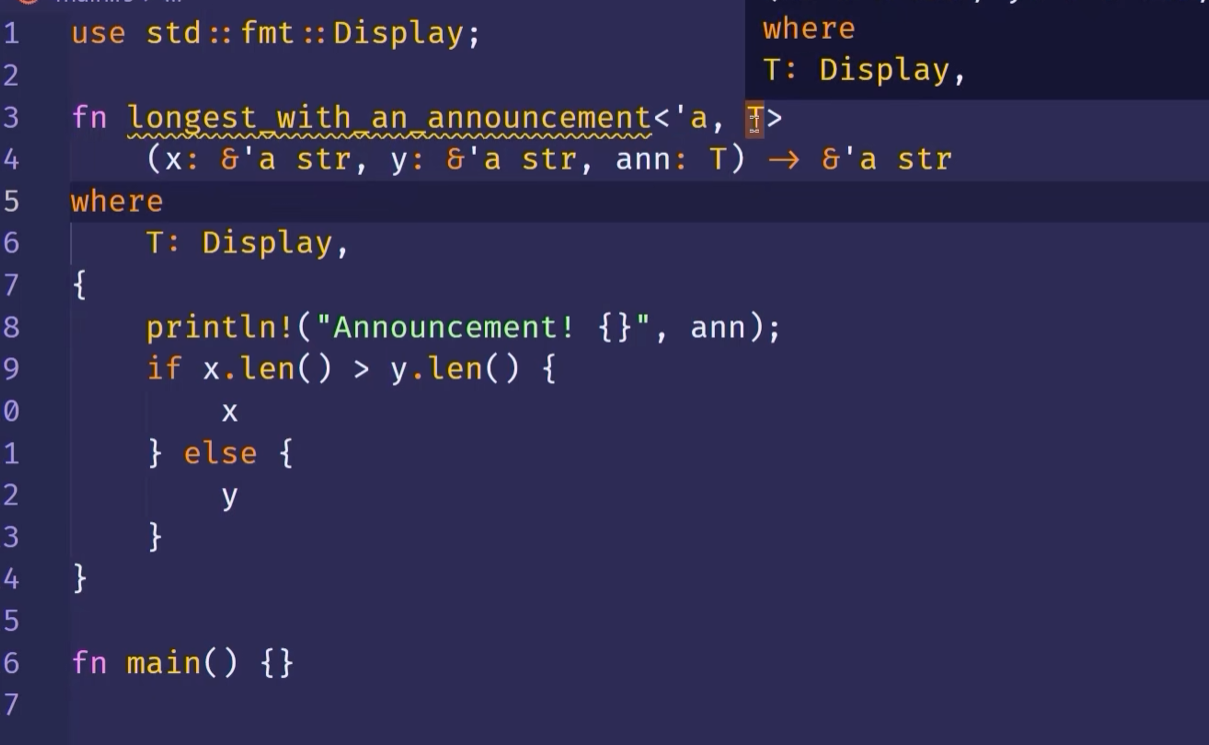 where
T: Display,
1 use std::fmt::Display;
2
3 fn longest_with_an_announcement<'a, T>
4 (x: &'a str, y: &'a str, ann: T) -> &'a str
5 where
6 T: Display,
7 {
8 println!("Announcement! {}", ann);
9 if x.len() > y.len() {
0 x
1 } else {
2 y
3 }
4 }
5
6 fn main() {}
7